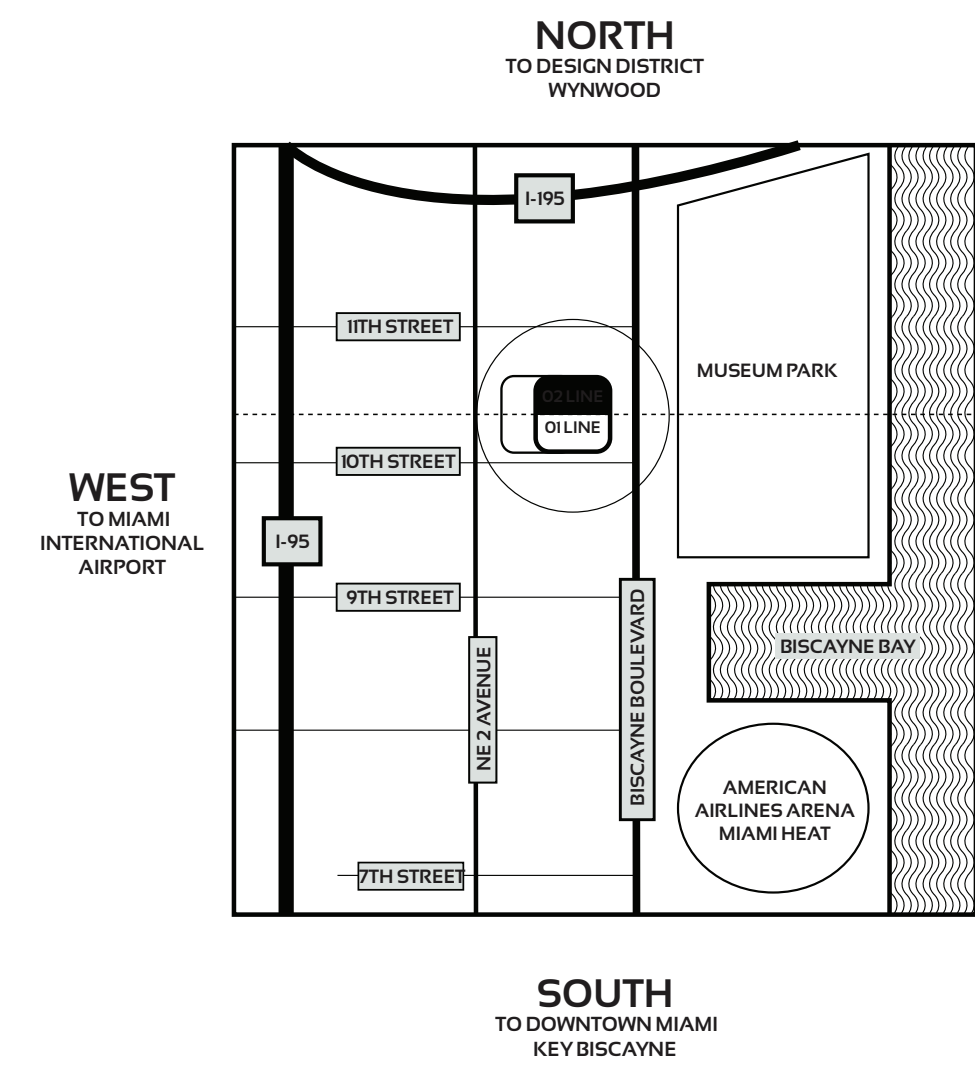 NORTH
TO DESIGN DISTRICT
WYNWOOD
I-195
11TH STREET
MUSEUM PARK
02 LINE
01 LINE
10TH STREET
WEST
TO MIAMI
INTERNATIONAL
AIRPORT
I-95
9TH STREET
BISCAYNE BOULEVARD
BISCAYNE BAY
NE 2 AVENUE
AMERICAN
AIRLINES ARENA
MIAMI HEAT
7TH STREET
SOUTH
TO DOWNTOWN MIAMI
KEY BISCAYNE